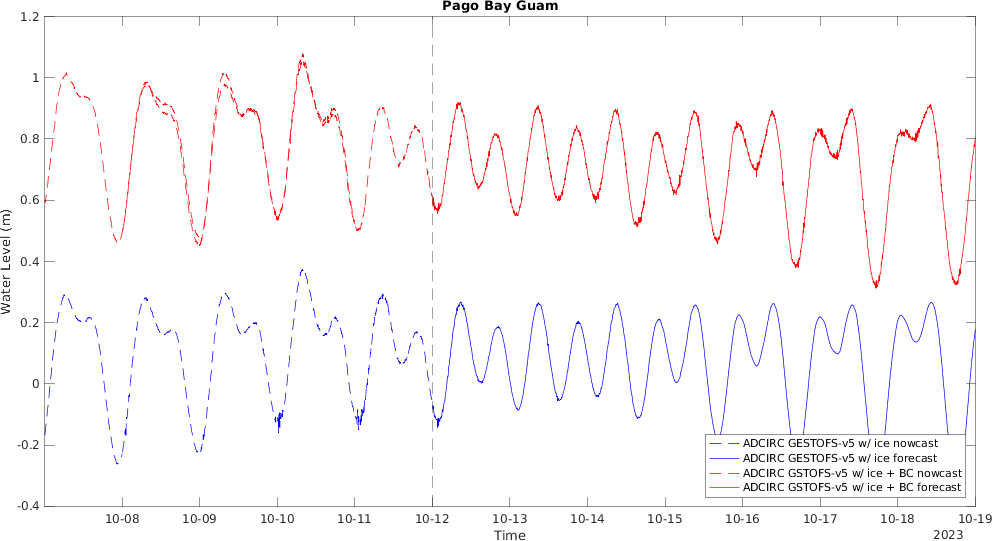 Pago Bay Guam
1.2
1
0.8
0.6
0.4
0.2
0
-0.2
-0.4
Water Level (m)
ADCIRC GESTOFS-v5 w/ ice nowcast
ADCIRC GESTOFS-v5 w/ ice forecast
ADCIRC GSTOFS-v5 w/ ice + BC nowcast
ADCIRC GSTOFS-v5 w/ ice + BC forecast
10-08 10-09 10-10 10-11 10-12 10-13 10-14 10-15 10-16 10-17 10-18 10-19
Time
2023